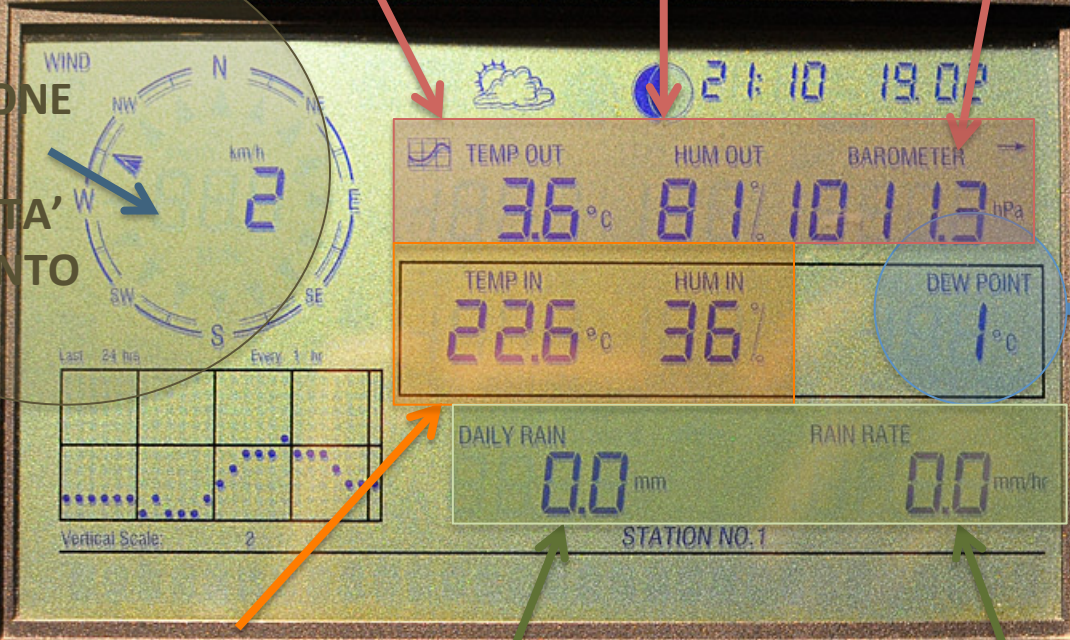 WIND
N
NW
NE
ONE
km/h
2
W
E
TA'
NTO
SW
SE
S
21:10 19.02
TEMP OUT HUM OUT BAROMETER
3.6°C 81% 1011.3 hPa
TEMP IN HUM IN DEW POINT
22.6°C 36% 1°C
Last 24 hrs Every 1 hr
DAILY RAIN RAIN RATE
0.0 mm 0.0 mm/hr
Vertical Scale: 2
STATION NO.1